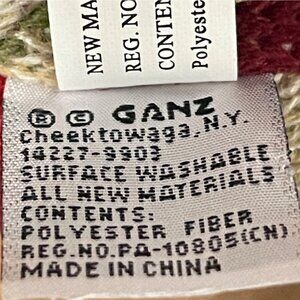 NEW MA
REG. NO
CONTEN
Polyester
® © GANZ
Cheektowaga, N.Y.
14227-9903
SURFACE WASHABLE
ALL NEW MATERIALS
CONTENTS:
POLYESTER FIBER
REG.NO.PA-10805(CN)
MADE IN CHINA